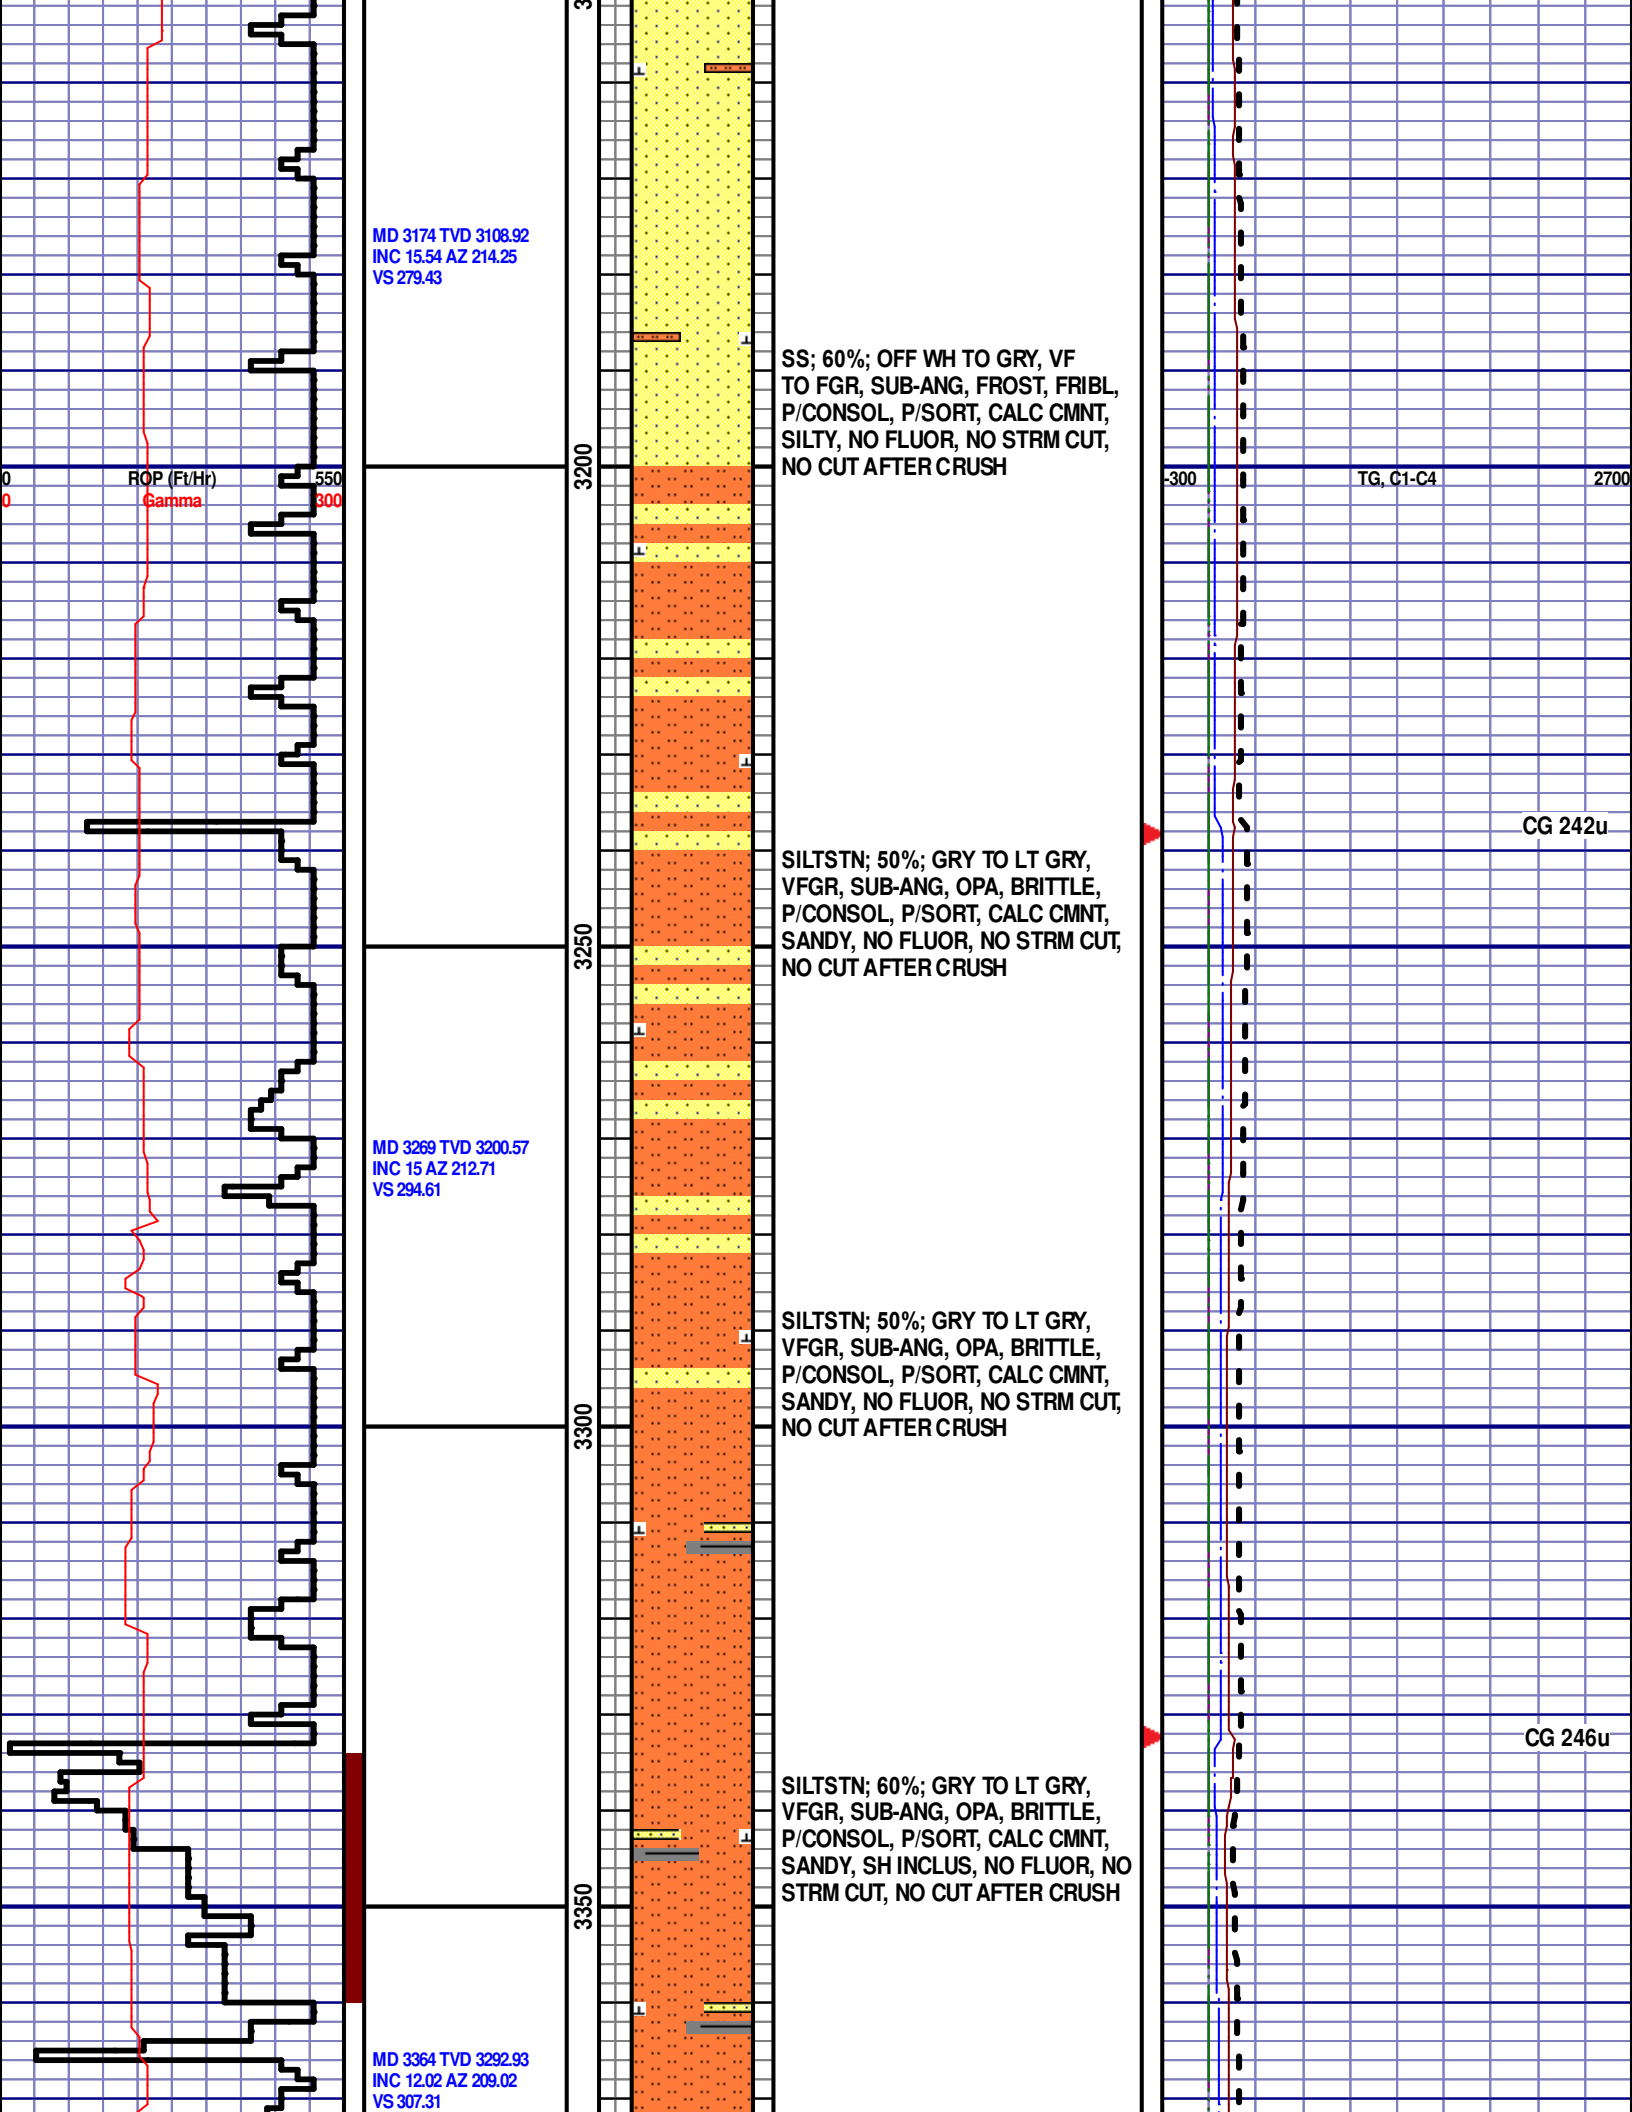 MD 3174 TVD 3108.92
INC 15.54 AZ 214.25
VS 279.43
SS; 60%; OFF WH TO GRY, VF
TO FGR, SUB-ANG, FROST, FRIBL,
P/CONSOL, P/SORT, CALC CMNT,
SILTY, NO FLUOR, NO STRM CUT,
NO CUT AFTER CRUSH
3200
0 ROP (Ft/Hr) 550
0 Gamma 300
-300 TG, C1-C4 2700
CG 242u
SILTSTN; 50%; GRY TO LT GRY,
VFGR, SUB-ANG, OPA, BRITTLE,
P/CONSOL, P/SORT, CALC CMNT,
SANDY, NO FLUOR, NO STRM CUT,
NO CUT AFTER CRUSH
3250
MD 3269 TVD 3200.57
INC 15 AZ 212.71
VS 294.61
SILTSTN; 50%; GRY TO LT GRY,
VFGR, SUB-ANG, OPA, BRITTLE,
P/CONSOL, P/SORT, CALC CMNT,
SANDY, NO FLUOR, NO STRM CUT,
NO CUT AFTER CRUSH
3300
CG 246u
SILTSTN; 60%; GRY TO LT GRY,
VFGR, SUB-ANG, OPA, BRITTLE,
P/CONSOL, P/SORT, CALC CMNT,
SANDY, SH INCLUS, NO FLUOR, NO
STRM CUT, NO CUT AFTER CRUSH
3350
MD 3364 TVD 3292.93
INC 12.02 AZ 209.02
VS 307.31